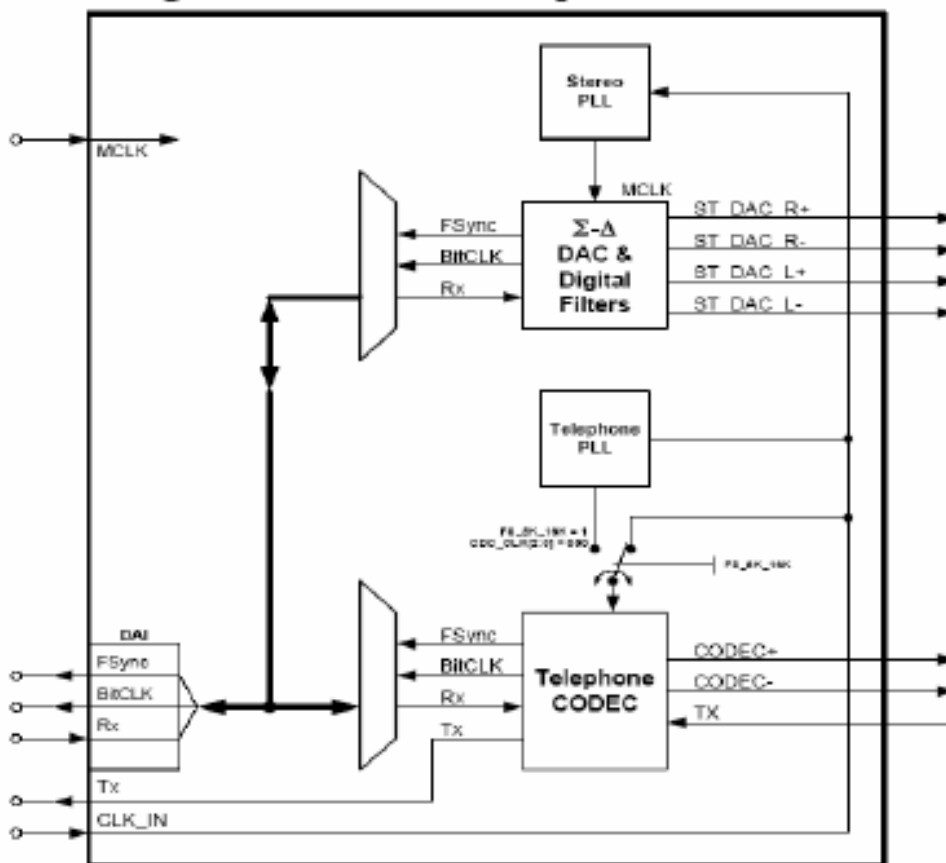 Stereo
PLL
MCLK
MCLK
FSync
BitCLK
Rx
Σ-Δ
DAC &
Digital
Filters
ST DAC R+
ST DAC R-
ST DAC L+
ST DAC L-
Telephone
PLL
DAI
FSync
BitCLK
Rx
Tx
CLK_IN
FSync
BitCLK
Rx
Tx
Telephone
CODEC
CODEC+
CODEC-
TX